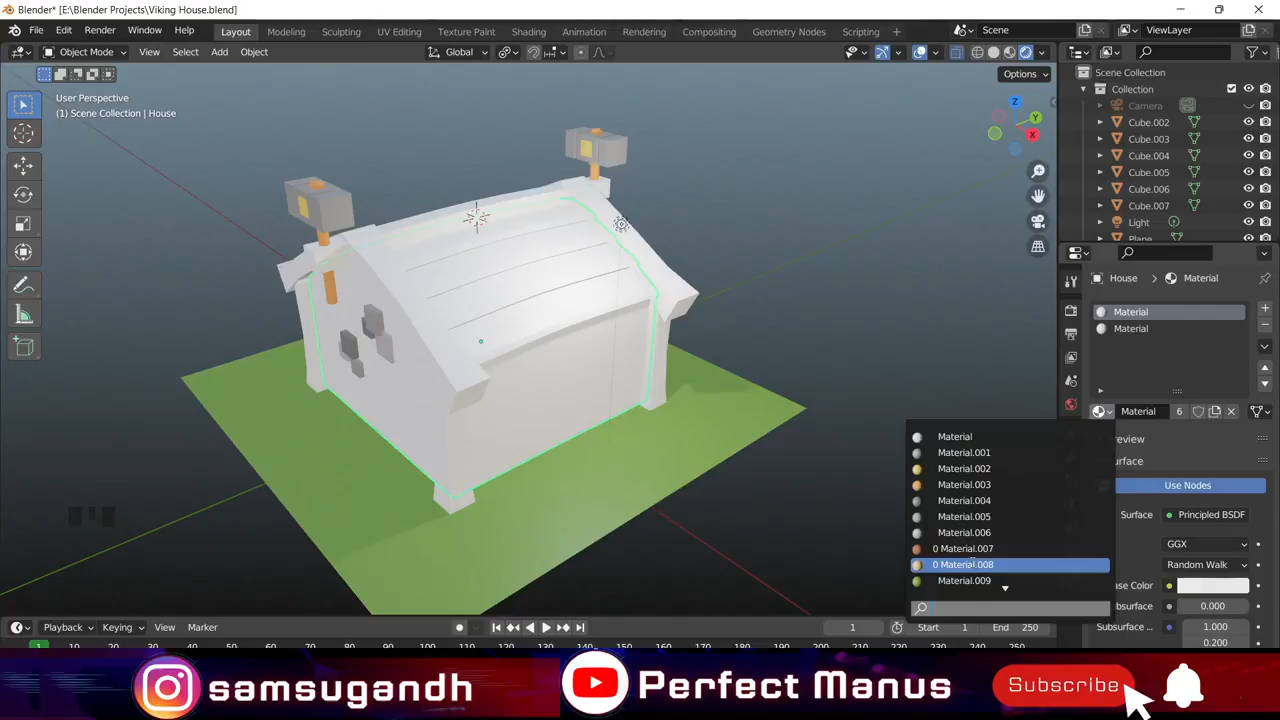 Blender* [E:\Blender Projects\Viking House.blend]
File Edit Render Window Help Layout Modeling Sculpting UV Editing Texture Paint Shading Animation Rendering Compositing Geometry Nodes Scripting + Scene ViewLayer
Object Mode View Select Add Object Global
Options
User Perspective
(1) Scene Collection | House
Z
Y
X
Scene Collection
Collection
Camera
Cube.002
Cube.003
Cube.004
Cube.005
Cube.006
Cube.007
Light
Plane
House > Material
Material
Material
Material 6
Preview
Surface
Use Nodes
Surface Principled BSDF
GGX
Random Walk
Base Color
Subsurface 0.000
Subsurface 1.000
0.200
Material
Material.001
Material.002
Material.003
Material.004
Material.005
Material.006
0 Material.007
0 Material.008
Material.009
Playback Keying View Marker 1 Start 1 End 250
1
samsugandh Perfect Manus Subscribe